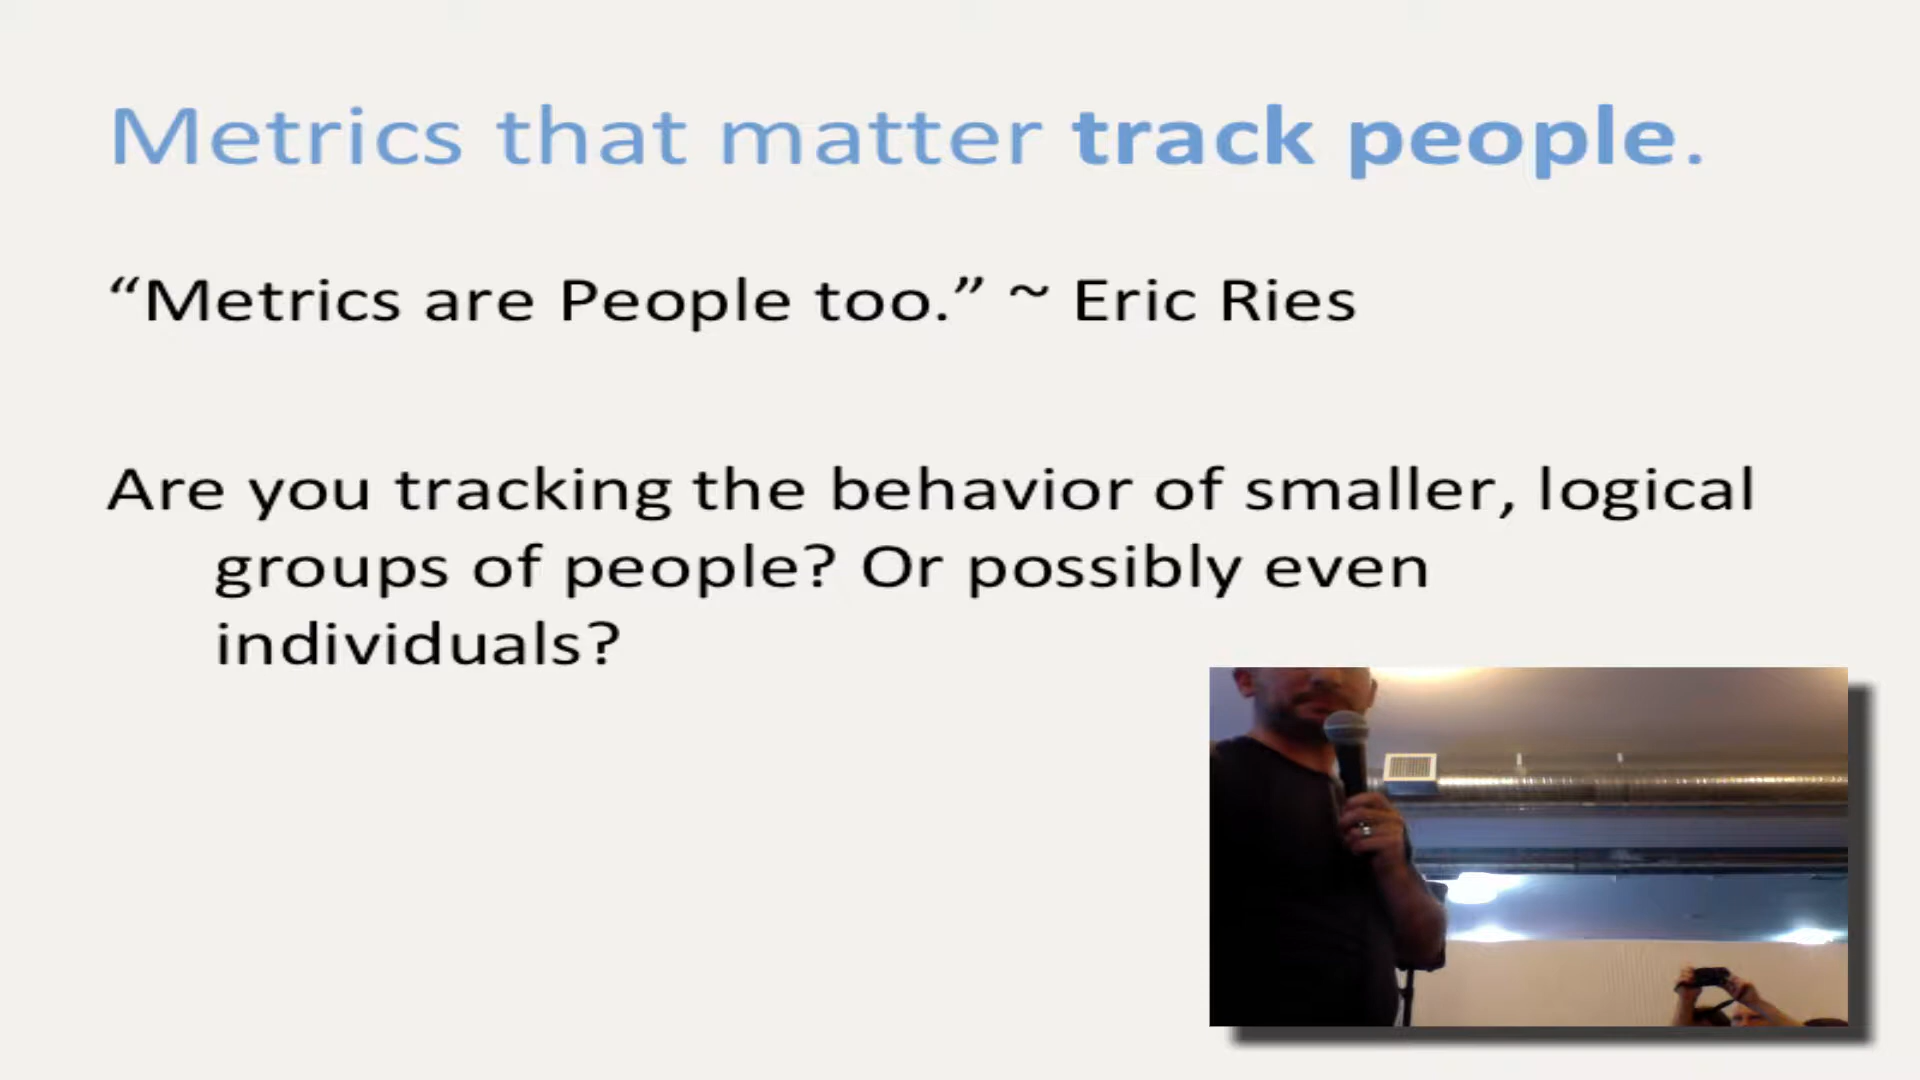 Metrics that matter track people.
“Metrics are People too.” ~ Eric Ries
Are you tracking the behavior of smaller, logical
groups of people? Or possibly even
individuals?